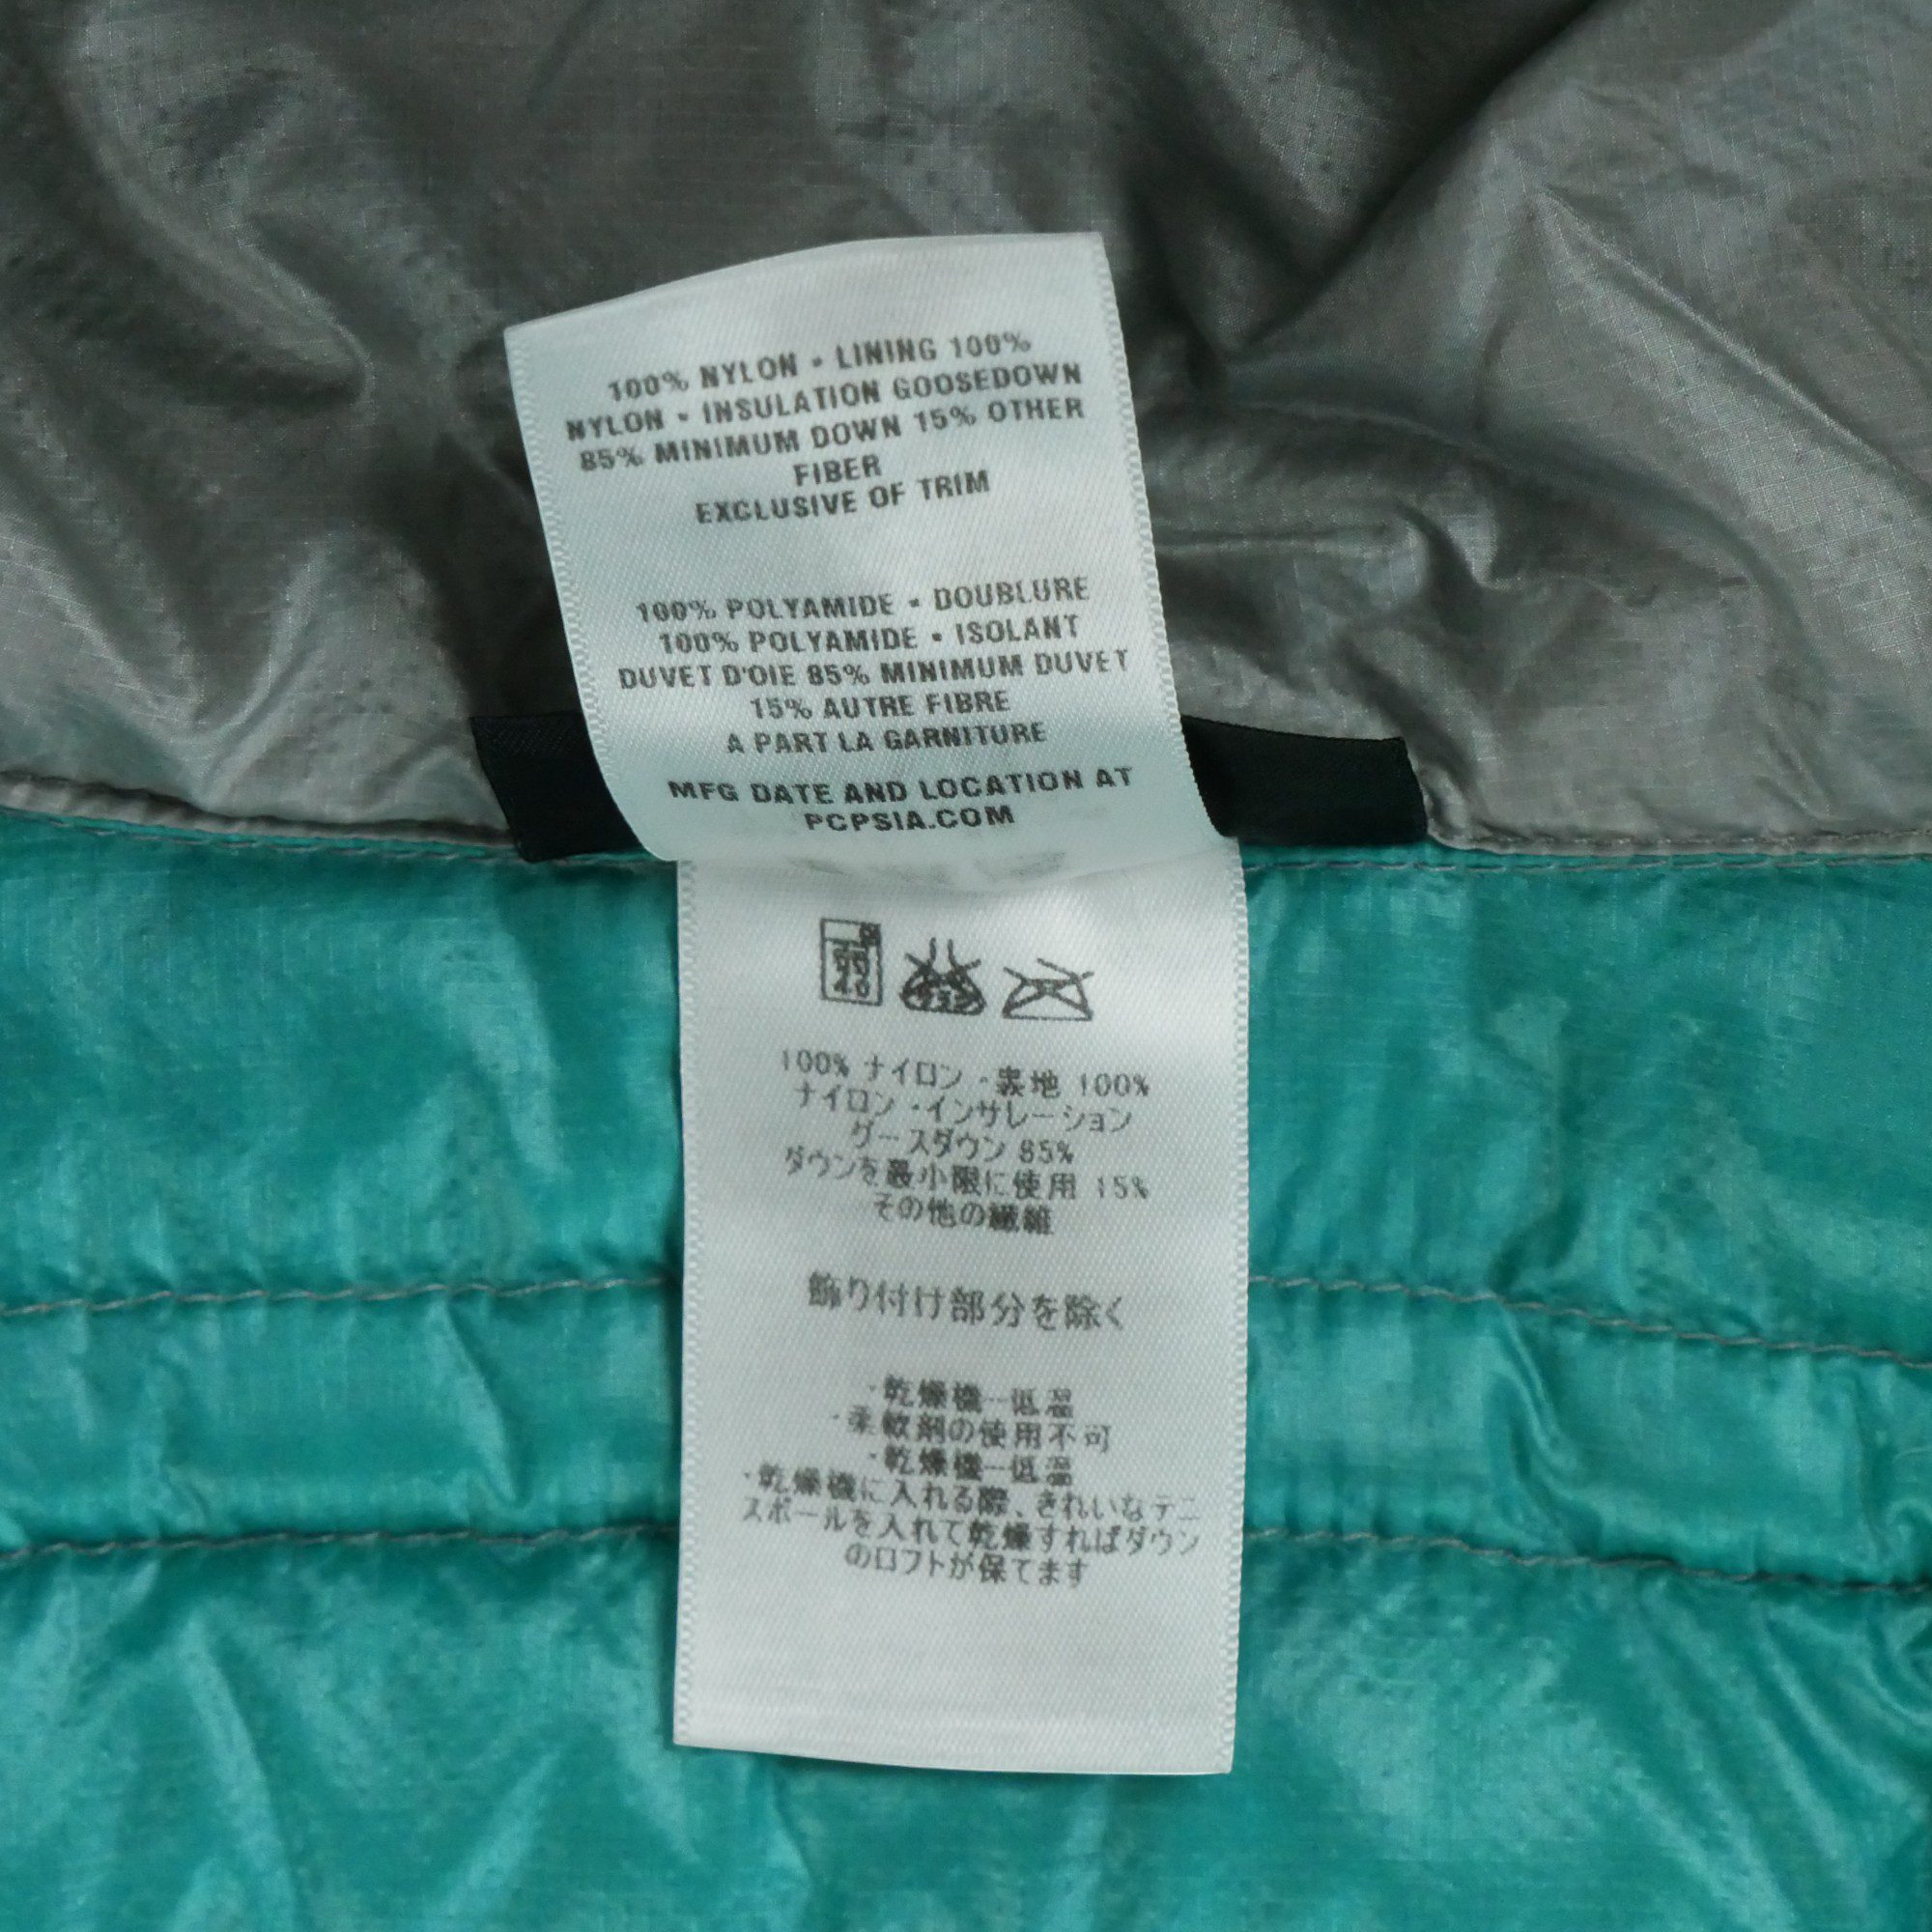 100% NYLON • LINING 100%
NYLON • INSULATION GOOSEDOWN
85% MINIMUM DOWN 15% OTHER
FIBER
EXCLUSIVE OF TRIM
100% POLYAMIDE • DOUBLURE
100% POLYAMIDE • ISOLANT
DUVET D'OIE 85% MINIMUM DUVET
15% AUTRE FIBRE
A PART LA GARNITURE
MFG DATE AND LOCATION AT
PCPSIA.COM
100% ナイロン ・表地 100%
ナイロン ・インサレーション
グースダウン 85%
ダウンを最小限に使用 15%
その他の繊維
飾り付け部分を除く
・乾燥機―低温
・柔軟剤の使用不可
・乾燥機―低温
・乾燥機に入れる際、きれいなテニ
スボールを入れて乾燥すればダウン
のロフトが保てます